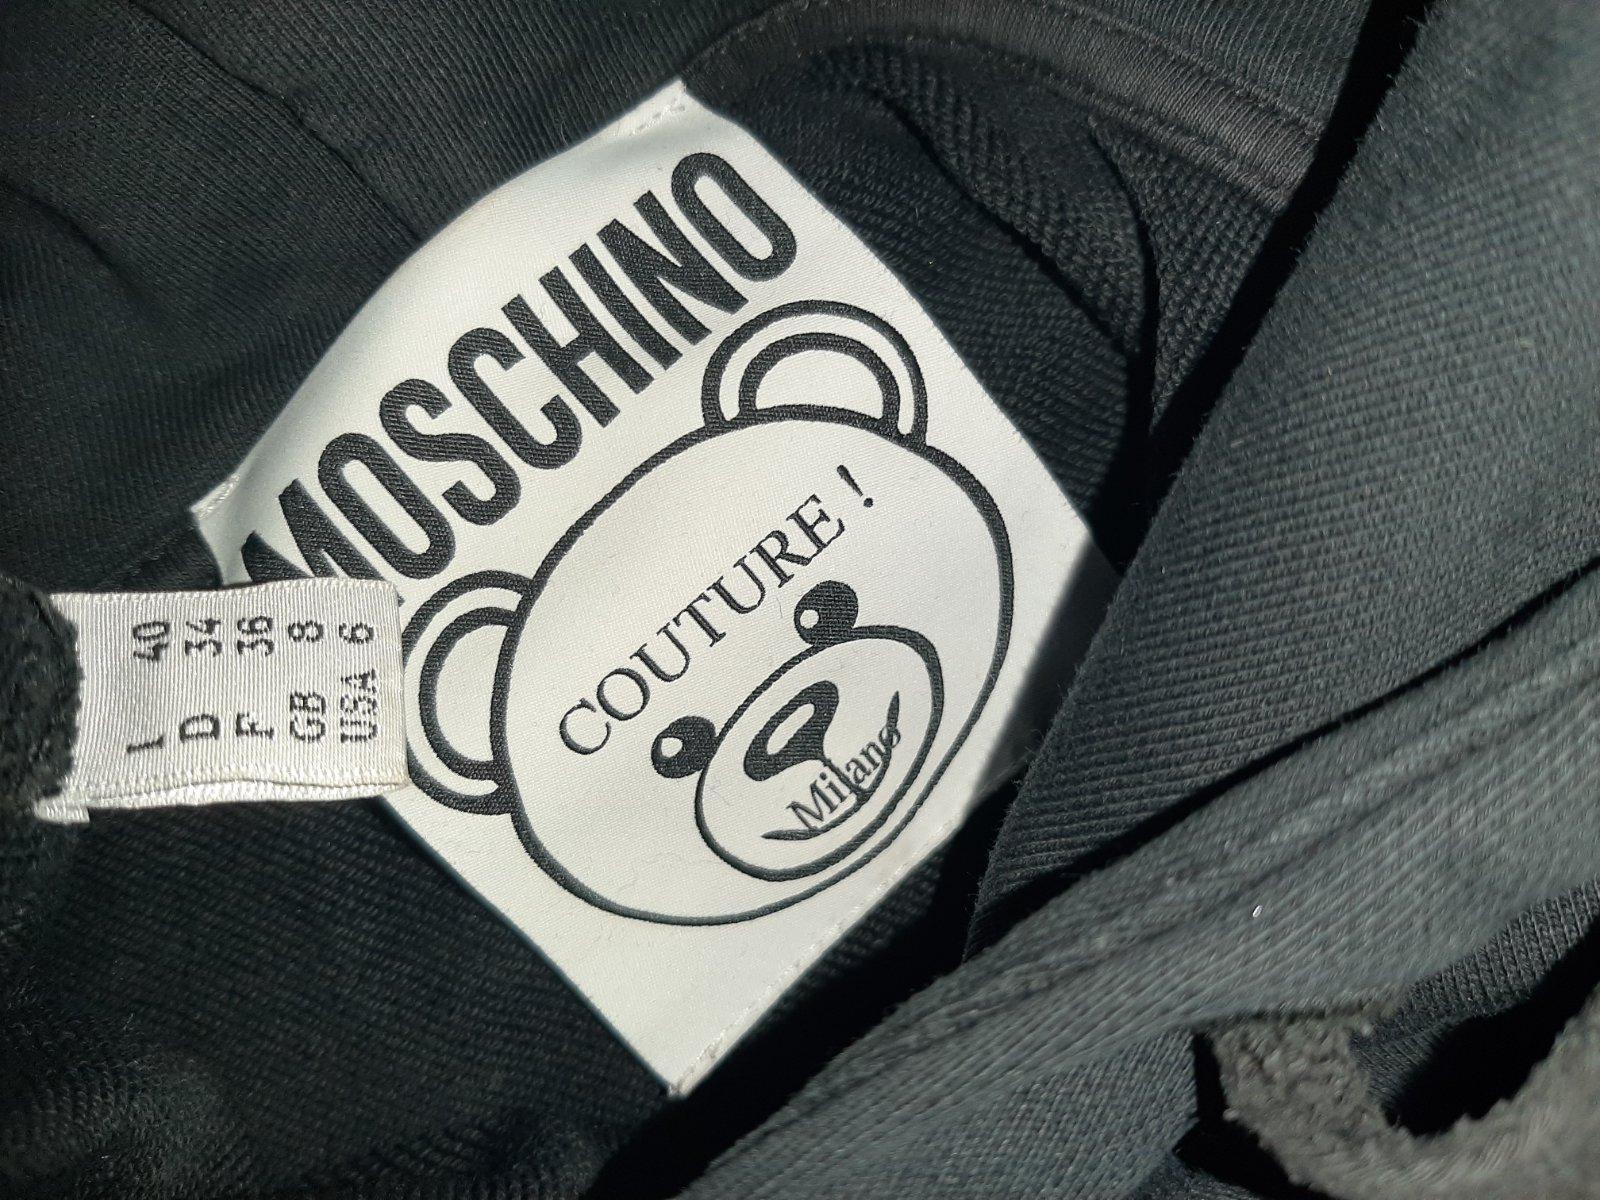 MOSCHINO
COUTURE !
Milano
I 40
D 34
F 36
GB 8
USA 6